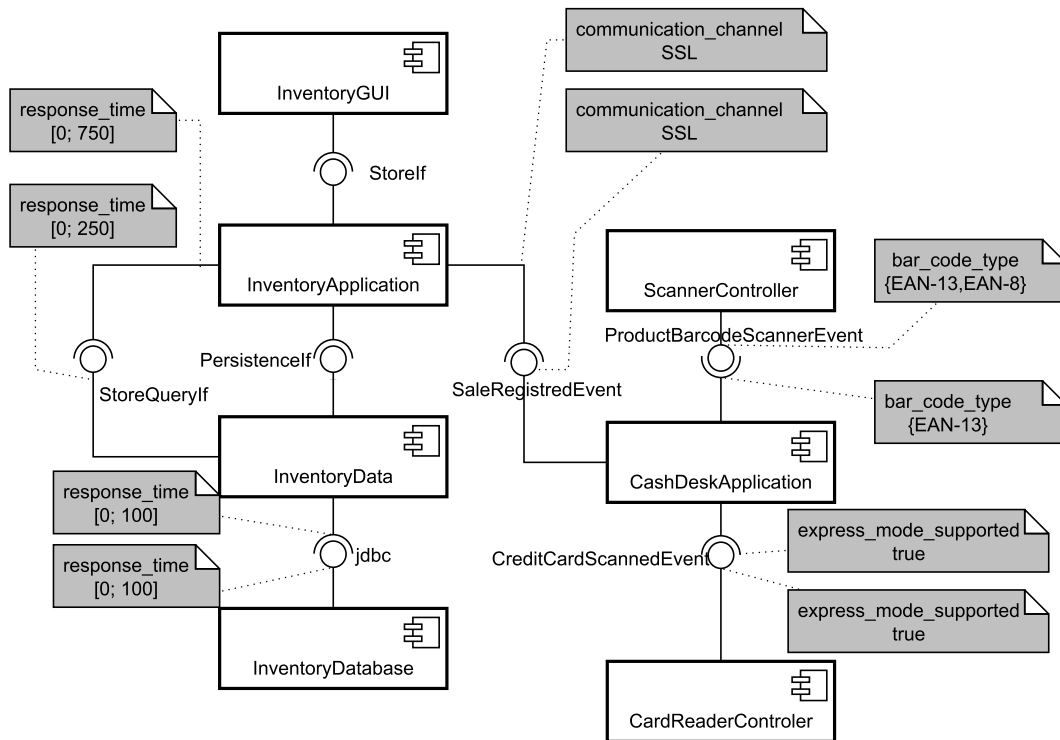 communication_channel
SSL
InventoryGUI
response_time
[0; 750]
communication_channel
SSL
StoreIf
response_time
[0; 250]
InventoryApplication
ScannerController
bar_code_type
{EAN-13,EAN-8}
ProductBarcodeScannerEvent
PersistenceIf
StoreQueryIf
SaleRegistredEvent
bar_code_type
{EAN-13}
InventoryData
CashDeskApplication
response_time
[0; 100]
jdbc
CreditCardScannedEvent
express_mode_supported
true
response_time
[0; 100]
express_mode_supported
true
InventoryDatabase
CardReaderControler